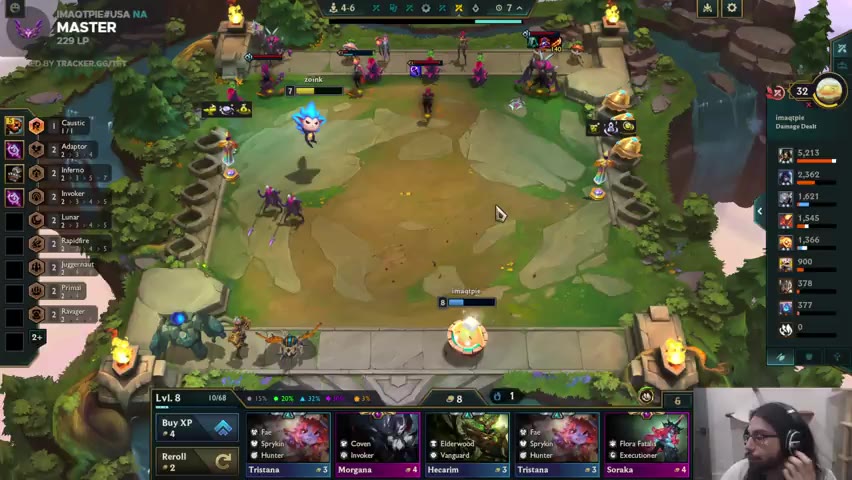 IMAQTPIE#USA NA
MASTER
229 LP
ED BY TRACKER.GG/TFT
4-6
7
140
zoink
7
32
imaqtpie
Damage Dealt
5,213
2,362
1,621
1,545
1,366
900
378
377
0
1 Caustic
1 / 1
2 Adaptor
2 Inferno
2 Invoker
2 Lunar
2 Rapidfire
2 Juggernaut
2 Primal
2 Ravager
2+
imaqtpie
8
Lvl. 8
10/68
15%
20%
32%
3%
8
1
6
Buy XP
4
Reroll
2
Fae
Sprykin
Hunter
Tristana 3
Coven
Invoker
Morgana 4
Elderwood
Vanguard
Hecarim 3
Fae
Sprykin
Hunter
Tristana 3
Flora Fatalis
Executioner
Soraka 4